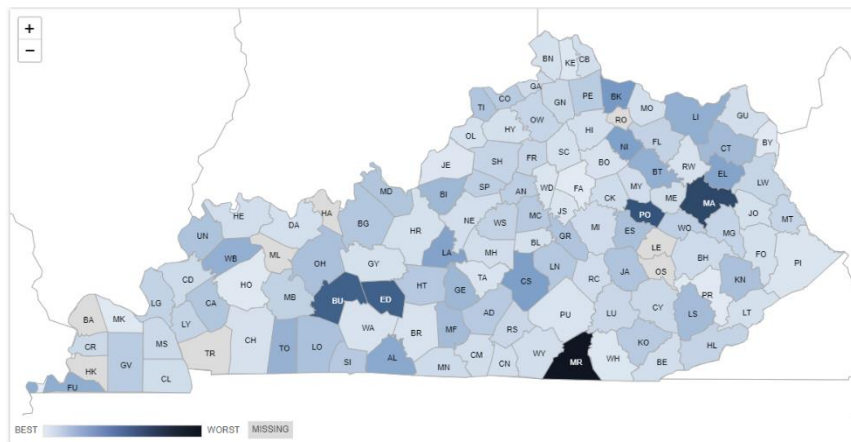 +
−
BN KE CB
GA
TI CO GN PE BK MO
OW RO LI GU
HY
OL HI NI FL CT BY
JE SH FR SC BO BT RW EL
MD BI SP AN WD FA CK MY ME MA LW
HA JS PO
HE DA BG NE WS MC MI ES WO JO MT
UN HR BL GR LE MG
WB ML LA MH BH FO PI
OH GY LN JA OS
CD HO HT TA CS RC KN
LG CA MB BU ED GE PR
BA MK LY AD PU LU CY LS LT
CR MS WA BR MF RS
GV TR CH TO LO KO HL
HK SI AL CM WY MR WH BE
FU CL MN CN
BEST WORST MISSING